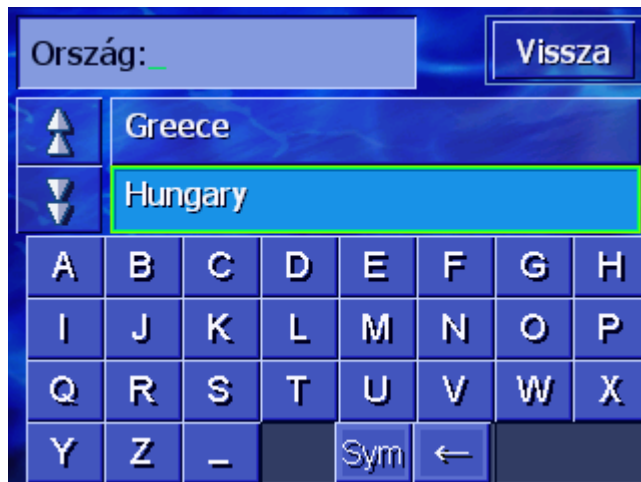 Ország:_
Vissza
Greece
Hungary
A B C D E F G H
I J K L M N O P
Q R S T U V W X
Y Z _ Sym ←